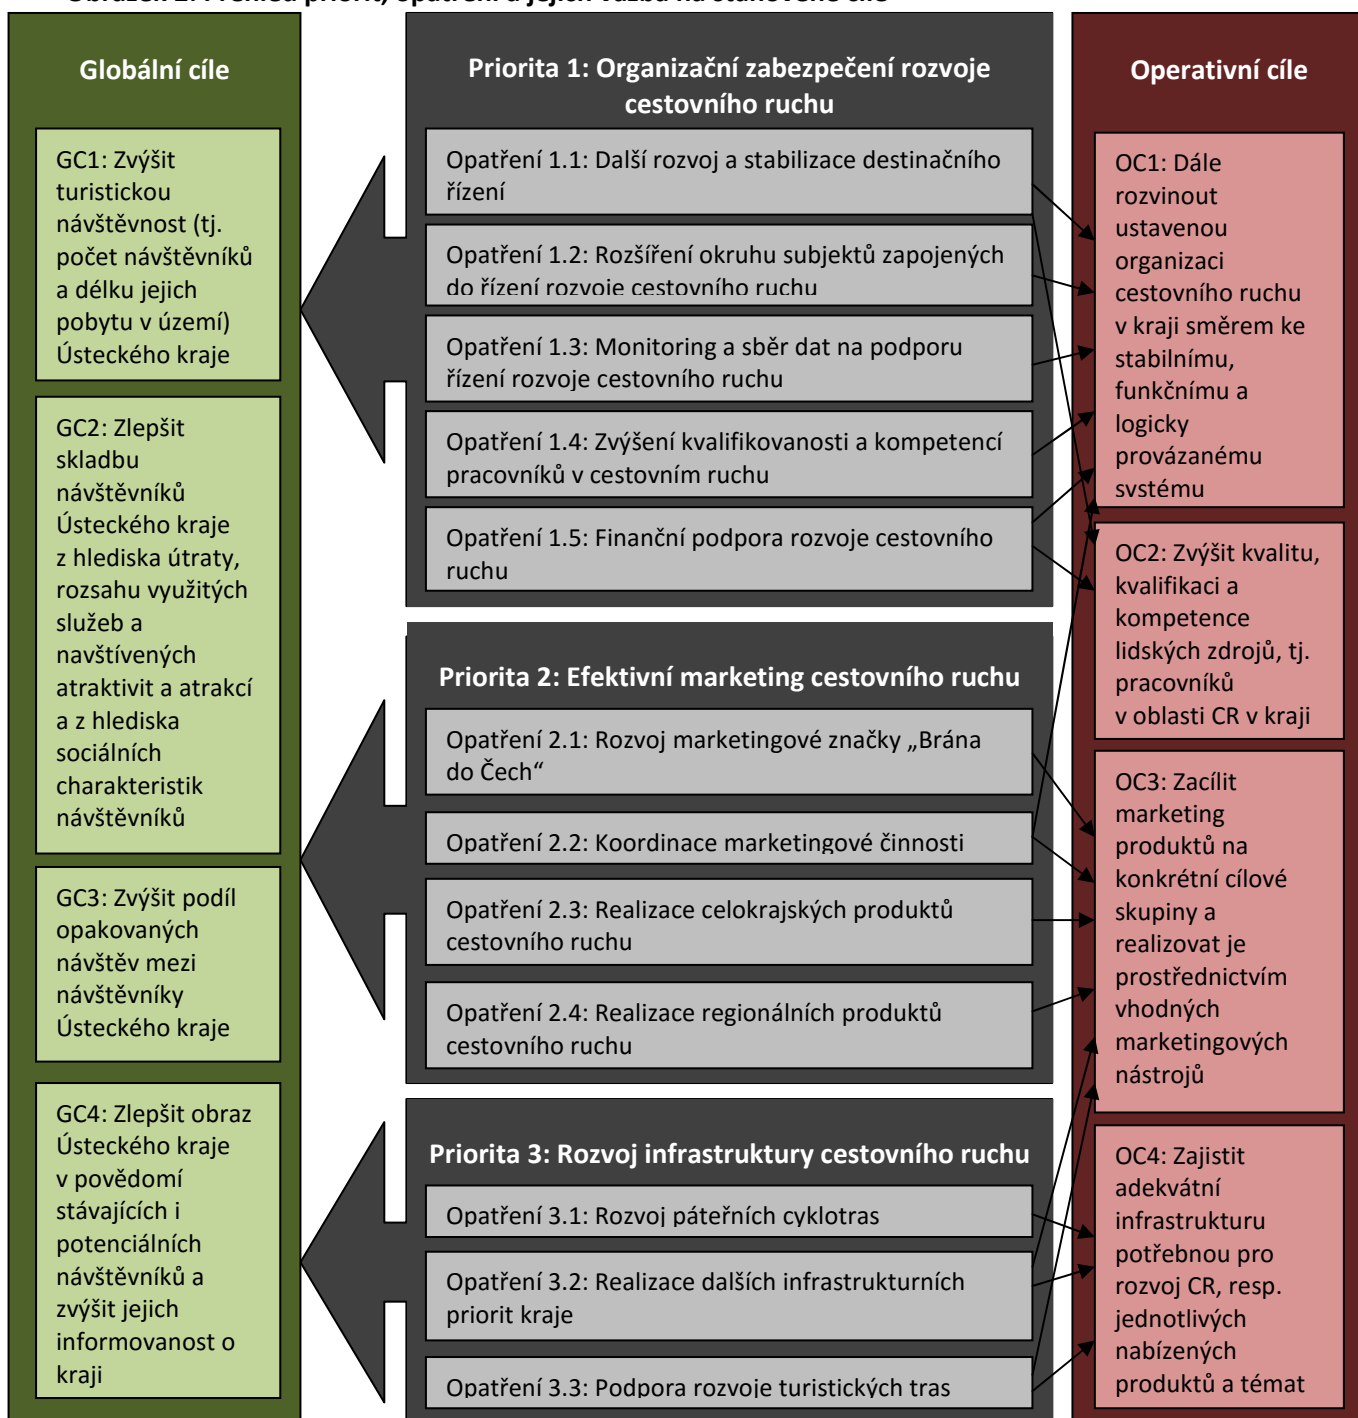 Obrázek 2: Přehled priorit, opatření a jejich vazba na stanovené cíle
Globální cíle
GC1: Zvýšit
turistickou
návštěvnost (tj.
počet návštěvníků
a délku jejich
pobytu v území)
Ústeckého kraje
GC2: Zlepšit
skladbu
návštěvníků
Ústeckého kraje
z hlediska útraty,
rozsahu využitých
služeb a
navštívených
atraktivit a atrakcí
a z hlediska
sociálních
charakteristik
návštěvníků
GC3: Zvýšit podíl
opakovaných
návštěv mezi
návštěvníky
Ústeckého kraje
GC4: Zlepšit obraz
Ústeckého kraje
v povědomí
stávajících i
potenciálních
návštěvníků a
zvýšit jejich
informovanost o
kraji
Priorita 1: Organizační zabezpečení rozvoje
cestovního ruchu
Opatření 1.1: Další rozvoj a stabilizace destinačního
řízení
Opatření 1.2: Rozšíření okruhu subjektů zapojených
do řízení rozvoje cestovního ruchu
Opatření 1.3: Monitoring a sběr dat na podporu
řízení rozvoje cestovního ruchu
Opatření 1.4: Zvýšení kvalifikovanosti a kompetencí
pracovníků v cestovním ruchu
Opatření 1.5: Finanční podpora rozvoje cestovního
ruchu
Priorita 2: Efektivní marketing cestovního ruchu
Opatření 2.1: Rozvoj marketingové značky „Brána
do Čech“
Opatření 2.2: Koordinace marketingové činnosti
Opatření 2.3: Realizace celokrajských produktů
cestovního ruchu
Opatření 2.4: Realizace regionálních produktů
cestovního ruchu
Priorita 3: Rozvoj infrastruktury cestovního ruchu
Opatření 3.1: Rozvoj páteřních cyklotras
Opatření 3.2: Realizace dalších infrastrukturních
priorit kraje
Opatření 3.3: Podpora rozvoje turistických tras
Operativní cíle
OC1: Dále
rozvinout
ustavenou
organizaci
cestovního ruchu
v kraji směrem ke
stabilnímu,
funkčnímu a
logicky
provázanému
systému
OC2: Zvýšit kvalitu,
kvalifikaci a
kompetence
lidských zdrojů, tj.
pracovníků
v oblasti CR v kraji
OC3: Zacílit
marketing
produktů na
konkrétní cílové
skupiny a
realizovat je
prostřednictvím
vhodných
marketingových
nástrojů
OC4: Zajistit
adekvátní
infrastrukturu
potřebnou pro
rozvoj CR, resp.
jednotlivých
nabízených
produktů a témat